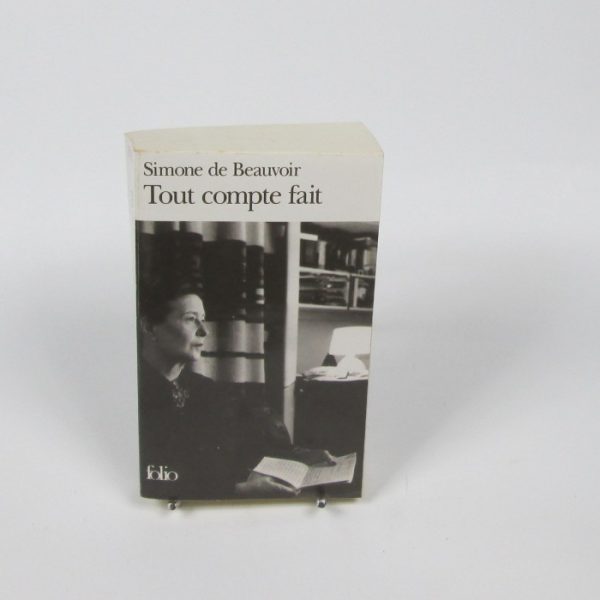 Simone de Beauvoir
Tout compte fait
folio